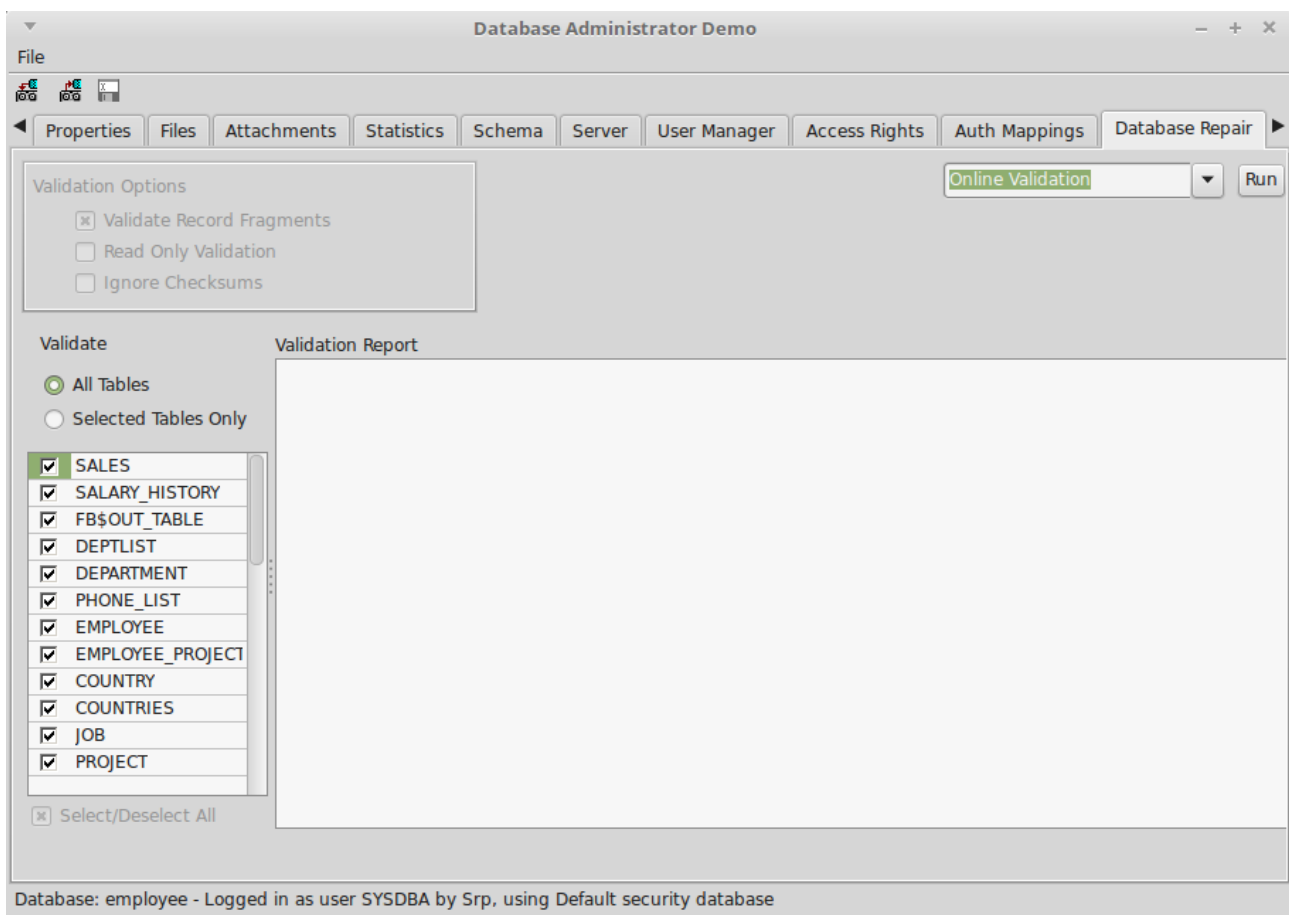 Database Administrator Demo
File
Properties Files Attachments Statistics Schema Server User Manager Access Rights Auth Mappings Database Repair
Validation Options
Validate Record Fragments
Read Only Validation
Ignore Checksums
Online Validation Run
Validate
All Tables
Selected Tables Only
SALES
SALARY_HISTORY
FB$OUT_TABLE
DEPTLIST
DEPARTMENT
PHONE_LIST
EMPLOYEE
EMPLOYEE_PROJECT
COUNTRY
COUNTRIES
JOB
PROJECT
Select/Deselect All
Validation Report
Database: employee - Logged in as user SYSDBA by Srp, using Default security database